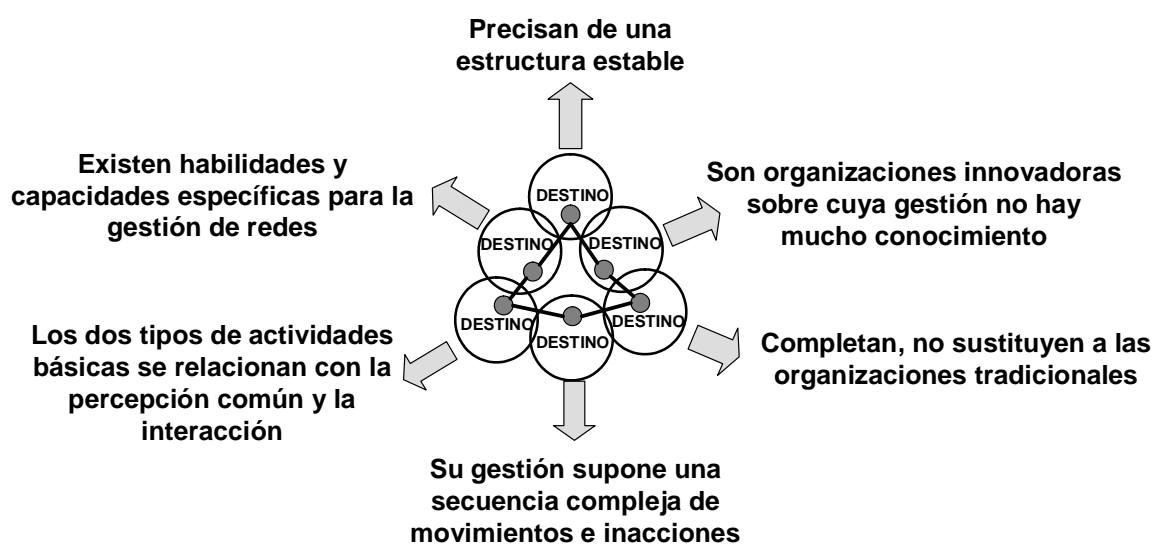 Precisan de una
estructura estable
Existen habilidades y
capacidades específicas para la
gestión de redes
Son organizaciones innovadoras
sobre cuya gestión no hay
mucho conocimiento
DESTINO
DESTINO
DESTINO
DESTINO
DESTINO
DESTINO
Los dos tipos de actividades
básicas se relacionan con la
percepción común y la
interacción
Completan, no sustituyen a las
organizaciones tradicionales
Su gestión supone una
secuencia compleja de
movimientos e inacciones